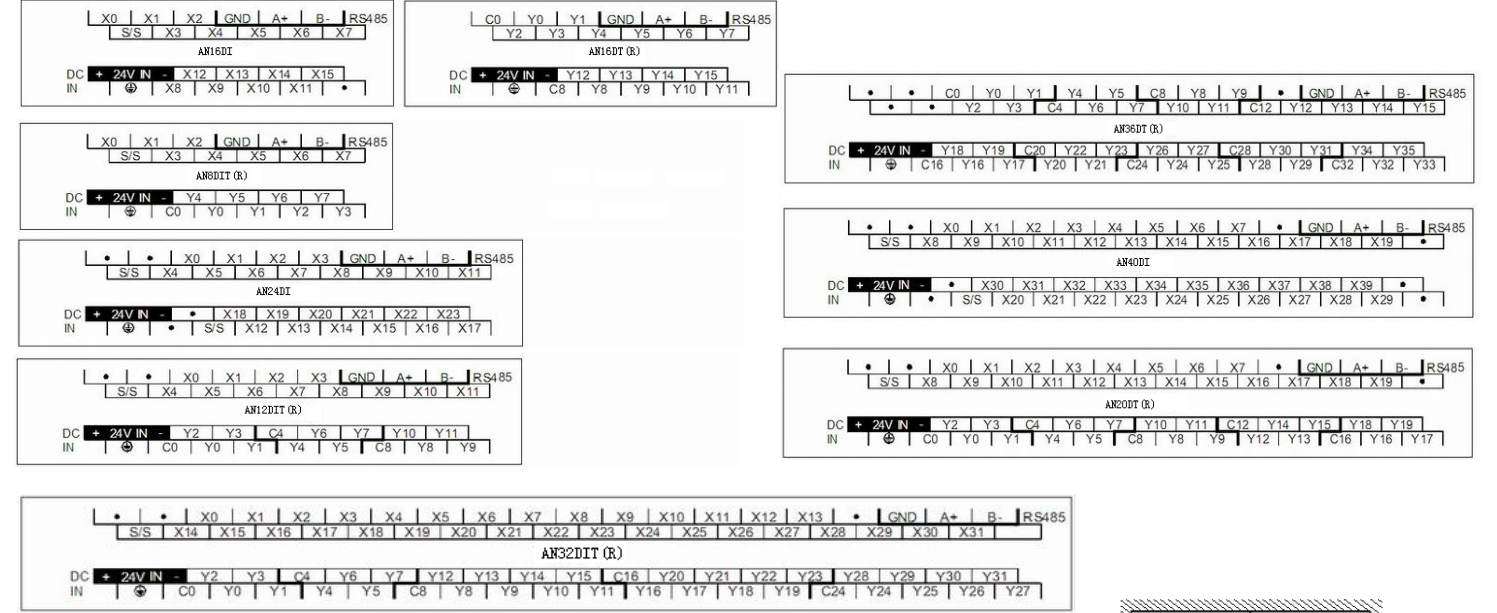 X0 X1 X2 GND A+ B- RS485
S/S X3 X4 X5 X6 X7
AN16DI
DC + 24V IN - X12 X13 X14 X15
IN X8 X9 X10 X11 •
C0 Y0 Y1 GND A+ B- RS485
Y2 Y3 Y4 Y5 Y6 Y7
AN16DT(R)
DC + 24V IN - Y12 Y13 Y14 Y15
IN C8 Y8 Y9 Y10 Y11
• • C0 Y0 Y1 Y4 Y5 C8 Y8 Y9 • GND A+ B- RS485
• • Y2 Y3 C4 Y6 Y7 Y10 Y11 C12 Y12 Y13 Y14 Y15
AN36DT(R)
DC + 24V IN - Y18 Y19 C20 Y22 Y23 Y26 Y27 C28 Y30 Y31 Y34 Y35
IN C16 Y16 Y17 Y20 Y21 C24 Y24 Y25 Y28 Y29 C32 Y32 Y33
X0 X1 X2 GND A+ B- RS485
S/S X3 X4 X5 X6 X7
AN8DIT(R)
DC + 24V IN - Y4 Y5 Y6 Y7
IN C0 Y0 Y1 Y2 Y3
• • X0 X1 X2 X3 X4 X5 X6 X7 • GND A+ B- RS485
S/S X8 X9 X10 X11 X12 X13 X14 X15 X16 X17 X18 X19 •
AN40DI
DC + 24V IN - • X30 X31 X32 X33 X34 X35 X36 X37 X38 X39 •
IN • S/S X20 X21 X22 X23 X24 X25 X26 X27 X28 X29 •
• • X0 X1 X2 X3 GND A+ B- RS485
S/S X4 X5 X6 X7 X8 X9 X10 X11
AN24DI
DC + 24V IN - • X18 X19 X20 X21 X22 X23
IN • S/S X12 X13 X14 X15 X16 X17
• • X0 X1 X2 X3 GND A+ B- RS485
S/S X4 X5 X6 X7 X8 X9 X10 X11
AN12DIT(R)
DC + 24V IN - Y2 Y3 C4 Y6 Y7 Y10 Y11
IN C0 Y0 Y1 Y4 Y5 C8 Y8 Y9
• • X0 X1 X2 X3 X4 X5 X6 X7 • GND A+ B- RS485
S/S X8 X9 X10 X11 X12 X13 X14 X15 X16 X17 X18 X19 •
AN20DT(R)
DC + 24V IN - Y2 Y3 C4 Y6 Y7 Y10 Y11 C12 Y14 Y15 Y18 Y19
IN C0 Y0 Y1 Y4 Y5 C8 Y8 Y9 Y12 Y13 C16 Y16 Y17
• • X0 X1 X2 X3 X4 X5 X6 X7 X8 X9 X10 X11 X12 X13 • GND A+ B- RS485
S/S X14 X15 X16 X17 X18 X19 X20 X21 X22 X23 X24 X25 X26 X27 X28 X29 X30 X31
AN32DIT(R)
DC + 24V IN - Y2 Y3 C4 Y6 Y7 Y12 Y13 Y14 Y15 C16 Y20 Y21 Y22 Y23 Y28 Y29 Y30 Y31
IN C0 Y0 Y1 Y4 Y5 C8 Y8 Y9 Y10 Y11 Y16 Y17 Y18 Y19 C24 Y24 Y25 Y26 Y27